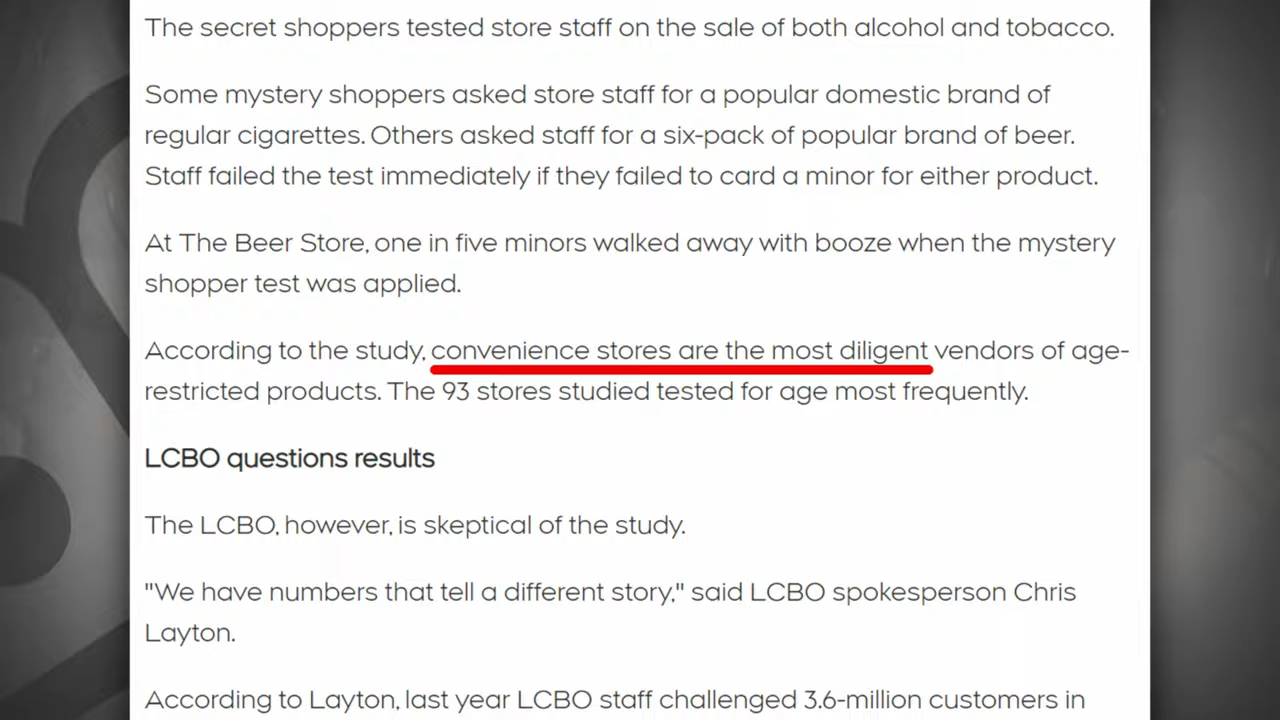 The secret shoppers tested store staff on the sale of both alcohol and tobacco.
Some mystery shoppers asked store staff for a popular domestic brand of
regular cigarettes. Others asked staff for a six-pack of popular brand of beer.
Staff failed the test immediately if they failed to card a minor for either product.
At The Beer Store, one in five minors walked away with booze when the mystery
shopper test was applied.
According to the study, convenience stores are the most diligent vendors of age-
restricted products. The 93 stores studied tested for age most frequently.
LCBO questions results
The LCBO, however, is skeptical of the study.
"We have numbers that tell a different story," said LCBO spokesperson Chris
Layton.
According to Layton, last year LCBO staff challenged 3.6-million customers in